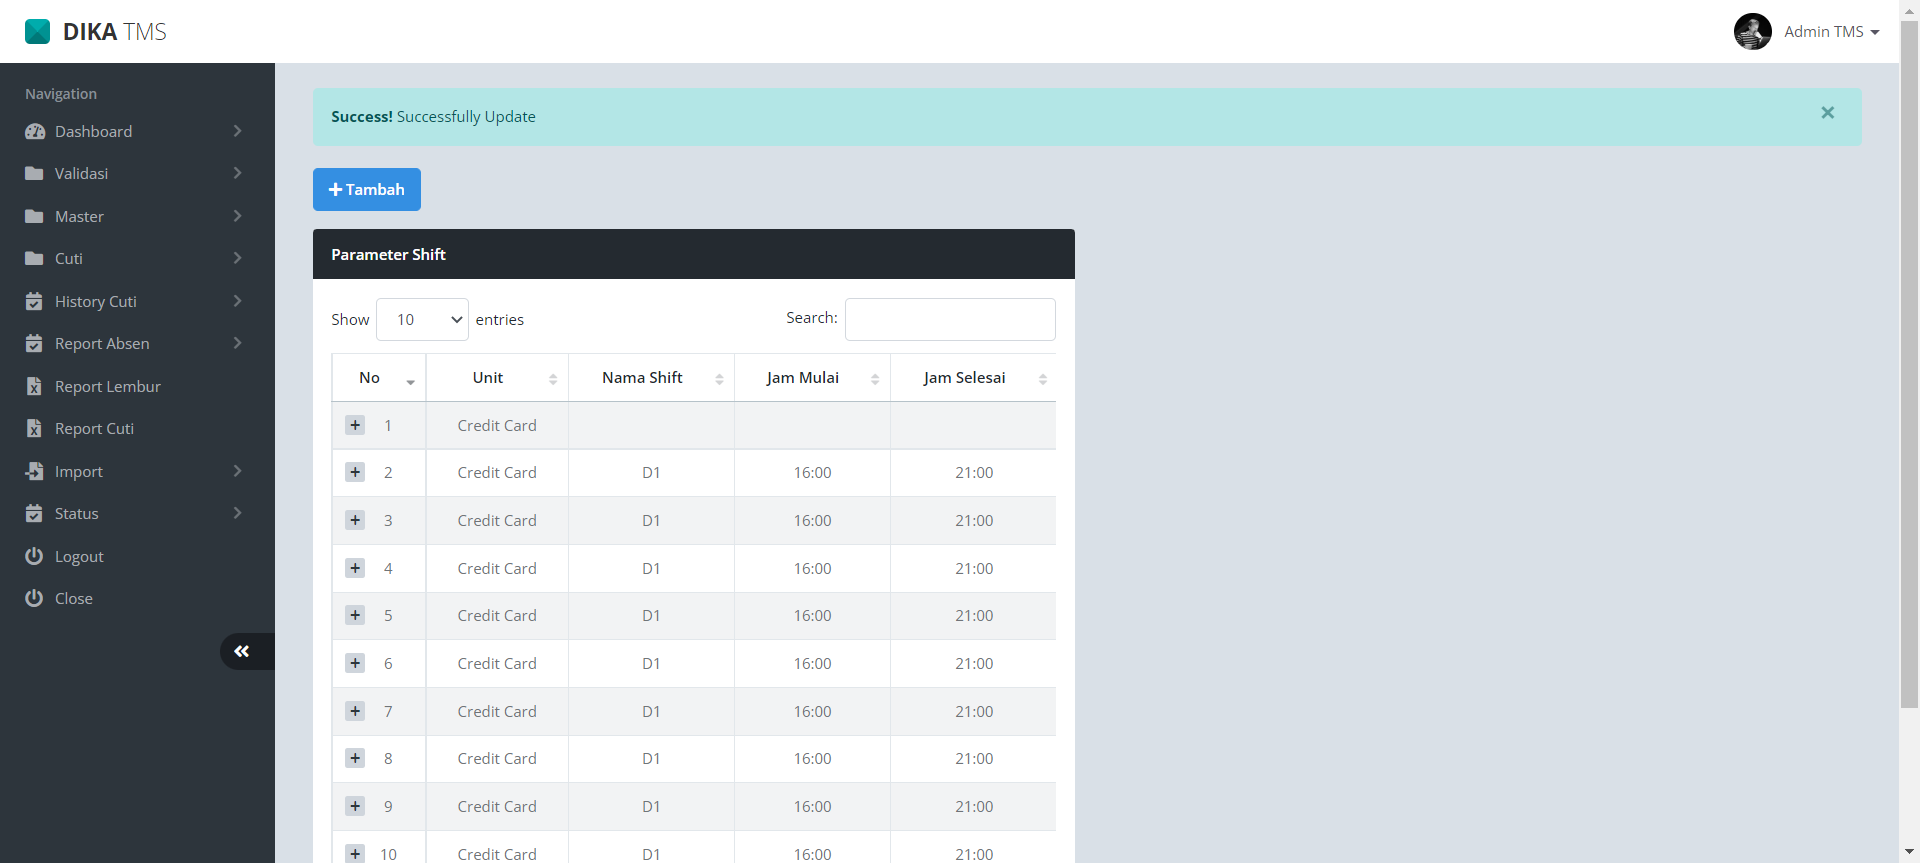 DIKA TMS
Admin TMS
Navigation
Dashboard
Validasi
Master
Cuti
History Cuti
Report Absen
Report Lembur
Report Cuti
Import
Status
Logout
Close
Success! Successfully Update
Tambah
Parameter Shift
Show 10 entries
Search:
No Unit Nama Shift Jam Mulai Jam Selesai
1 Credit Card
2 Credit Card D1 16:00 21:00
3 Credit Card D1 16:00 21:00
4 Credit Card D1 16:00 21:00
5 Credit Card D1 16:00 21:00
6 Credit Card D1 16:00 21:00
7 Credit Card D1 16:00 21:00
8 Credit Card D1 16:00 21:00
9 Credit Card D1 16:00 21:00
10 Credit Card D1 16:00 21:00